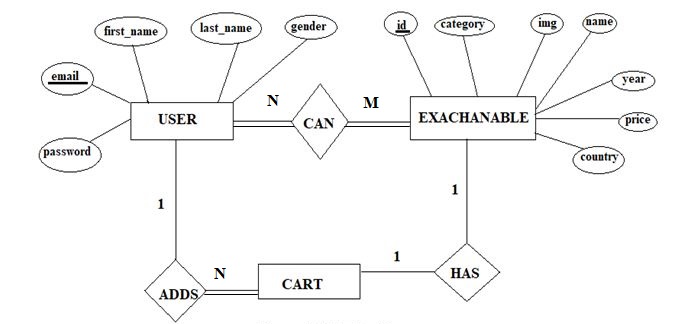 first_name
last_name
gender
id
category
img
name
email
year
N
M
USER
CAN
EXACHANABLE
price
password
country
1
1
1
N
HAS
ADDS
CART